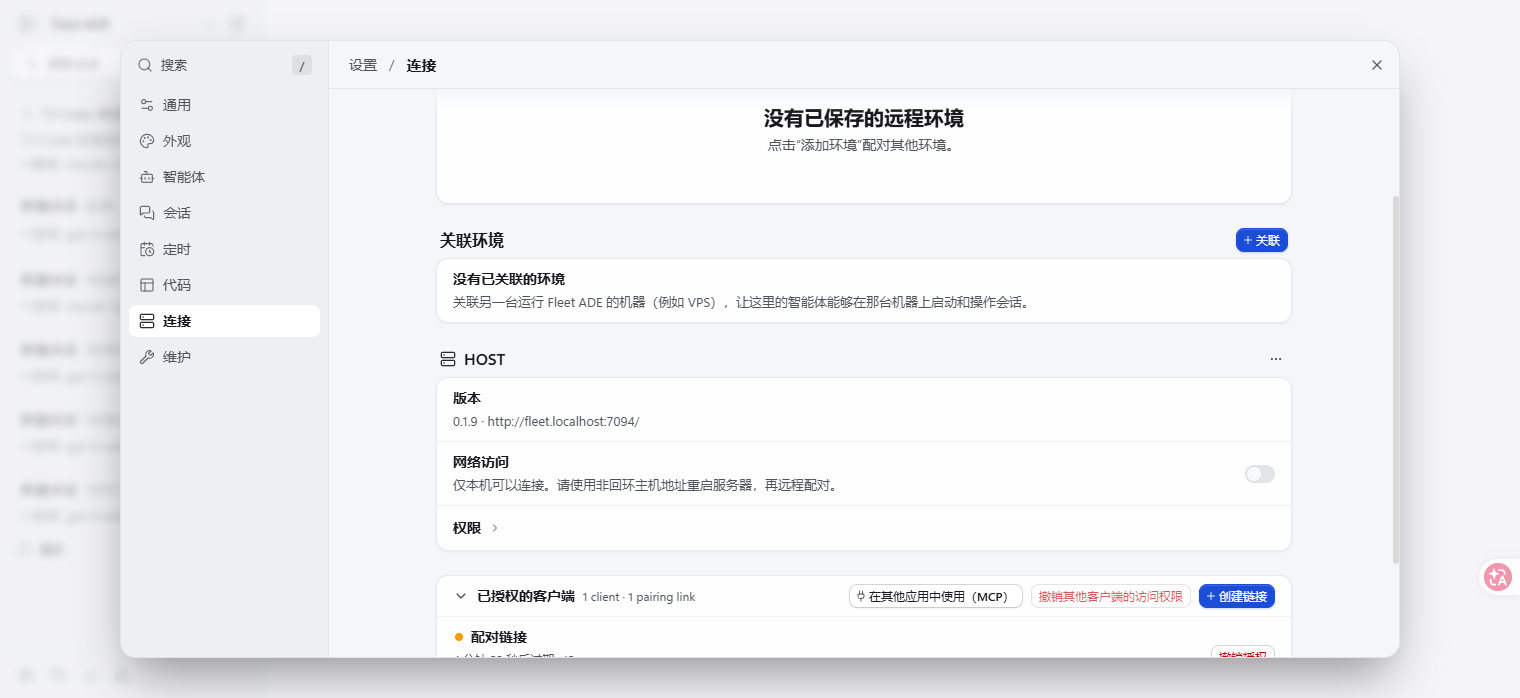 Fleet ADE
搜索
/
通用
外观
智能体
会话
定时
代码
连接
维护
设置 / 连接
没有已保存的远程环境
点击“添加环境”配对其他环境。
关联环境
+ 关联
没有已关联的环境
关联另一台运行 Fleet ADE 的机器（例如 VPS），让这里的智能体能够在那台机器上启动和操作会话。
HOST
版本
0.1.9 · http://fleet.localhost:7094/
网络访问
仅本机可以连接。请使用非回环主机地址重启服务器，再远程配对。
权限
已授权的客户端 1 client · 1 pairing link
在其他应用中使用（MCP）
撤销其他客户端的访问权限
+ 创建链接
配对链接
撤销授权